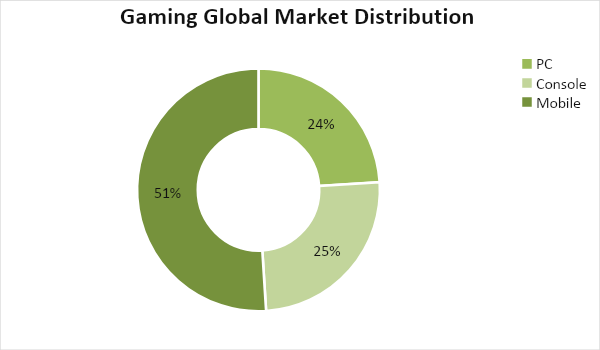 Gaming Global Market Distribution
PC
Console
Mobile
24%
51%
25%